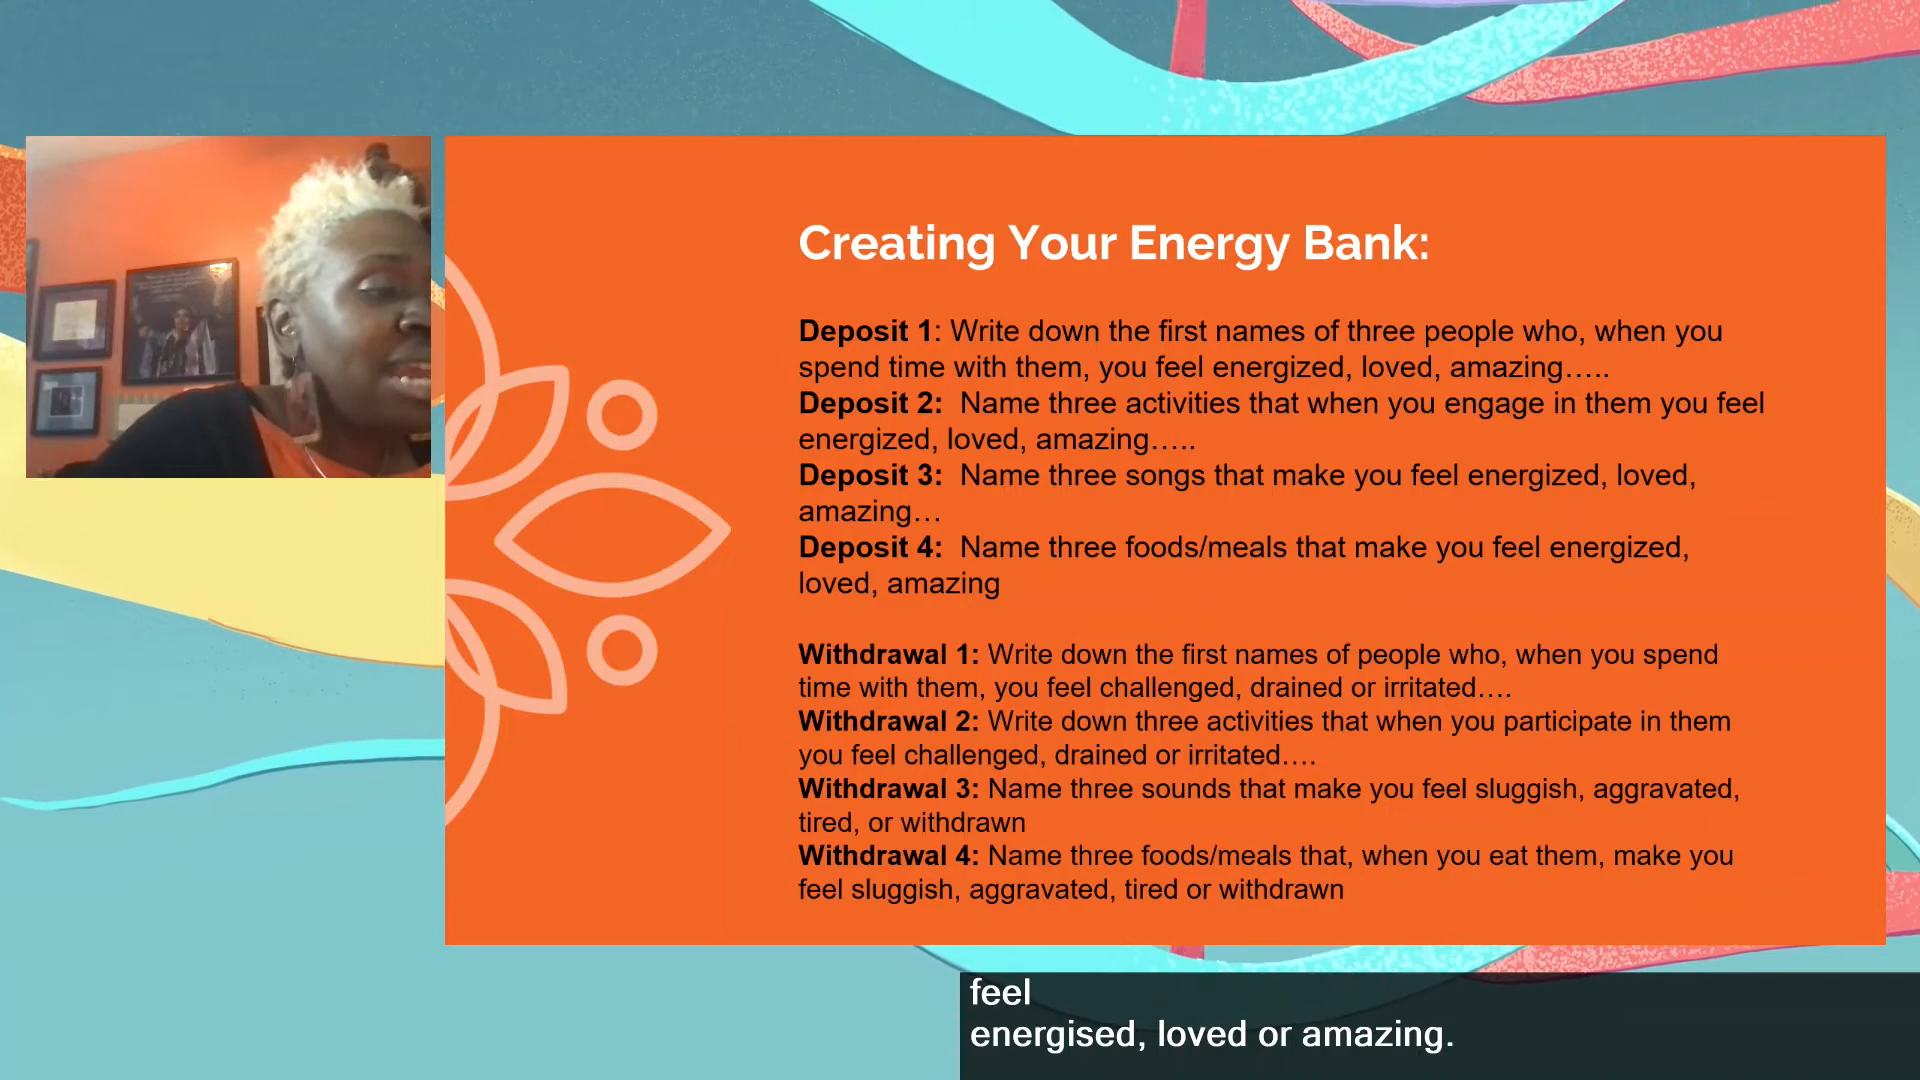 Creating Your Energy Bank:
Deposit 1: Write down the first names of three people who, when you
spend time with them, you feel energized, loved, amazing…..
Deposit 2:  Name three activities that when you engage in them you feel
energized, loved, amazing…..
Deposit 3:  Name three songs that make you feel energized, loved,
amazing…
Deposit 4:  Name three foods/meals that make you feel energized,
loved, amazing
Withdrawal 1: Write down the first names of people who, when you spend
time with them, you feel challenged, drained or irritated….
Withdrawal 2: Write down three activities that when you participate in them
you feel challenged, drained or irritated….
Withdrawal 3: Name three sounds that make you feel sluggish, aggravated,
tired, or withdrawn
Withdrawal 4: Name three foods/meals that, when you eat them, make you
feel sluggish, aggravated, tired or withdrawn
feel
energised, loved or amazing.